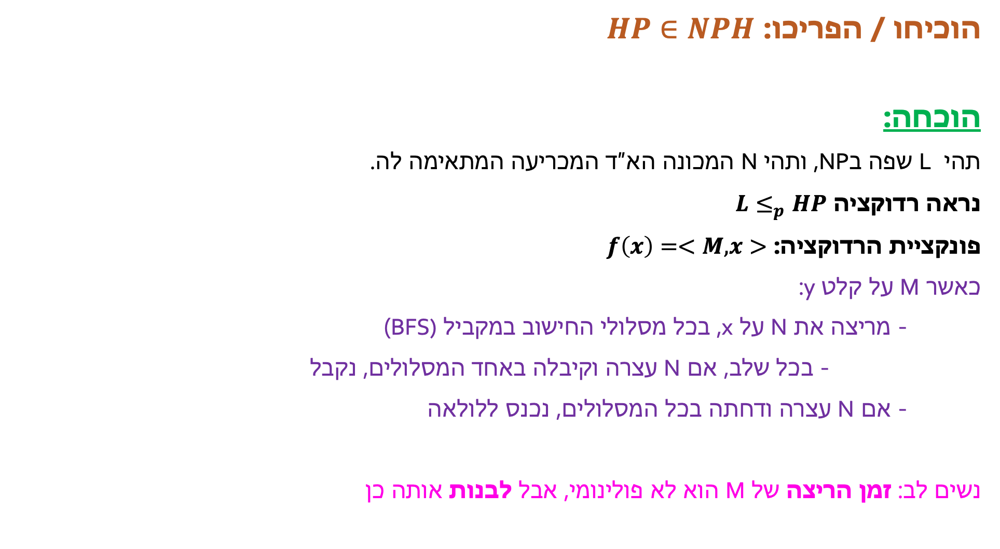 הוכיחו / הפריכו: HP ∈ NPH
הוכחה:
תהי L שפה בNP, ותהי N המכונה הא"ד המכריעה המתאימה לה.
נראה רדוקציה L ≤p HP
פונקציית הרדוקציה: f(x) =< M,x >
כאשר M על קלט y:
- מריצה את N על x, בכל מסלולי החישוב במקביל (BFS)
- בכל שלב, אם N עצרה וקיבלה באחד המסלולים, נקבל
- אם N עצרה ודחתה בכל המסלולים, נכנס ללולאה
נשים לב: זמן הריצה של M הוא לא פולינומי, אבל לבנות אותה כן